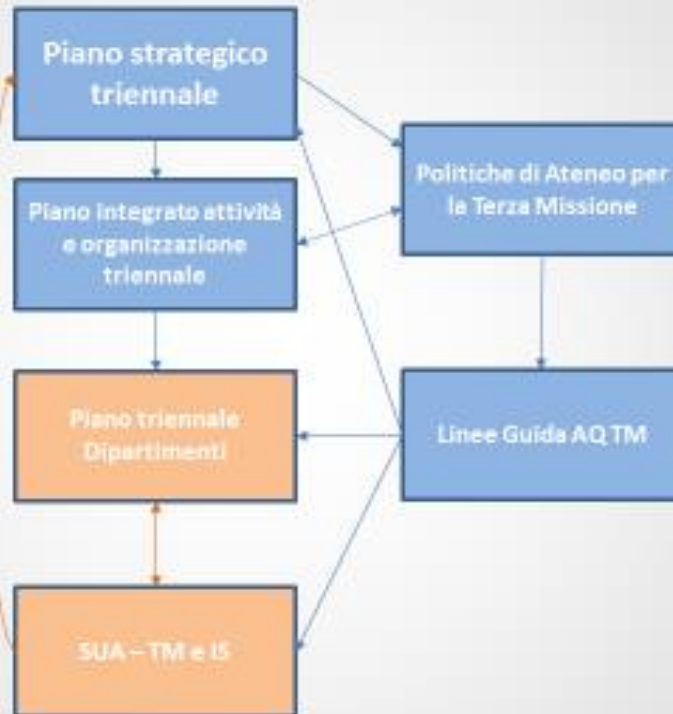 Piano strategico
triennale
Politiche di Ateneo per
la Terza Missione
Piano integrato attività
e organizzazione
triennale
Piano triennale
Dipartimenti
Linee Guida AQ TM
SUA – TM e IS